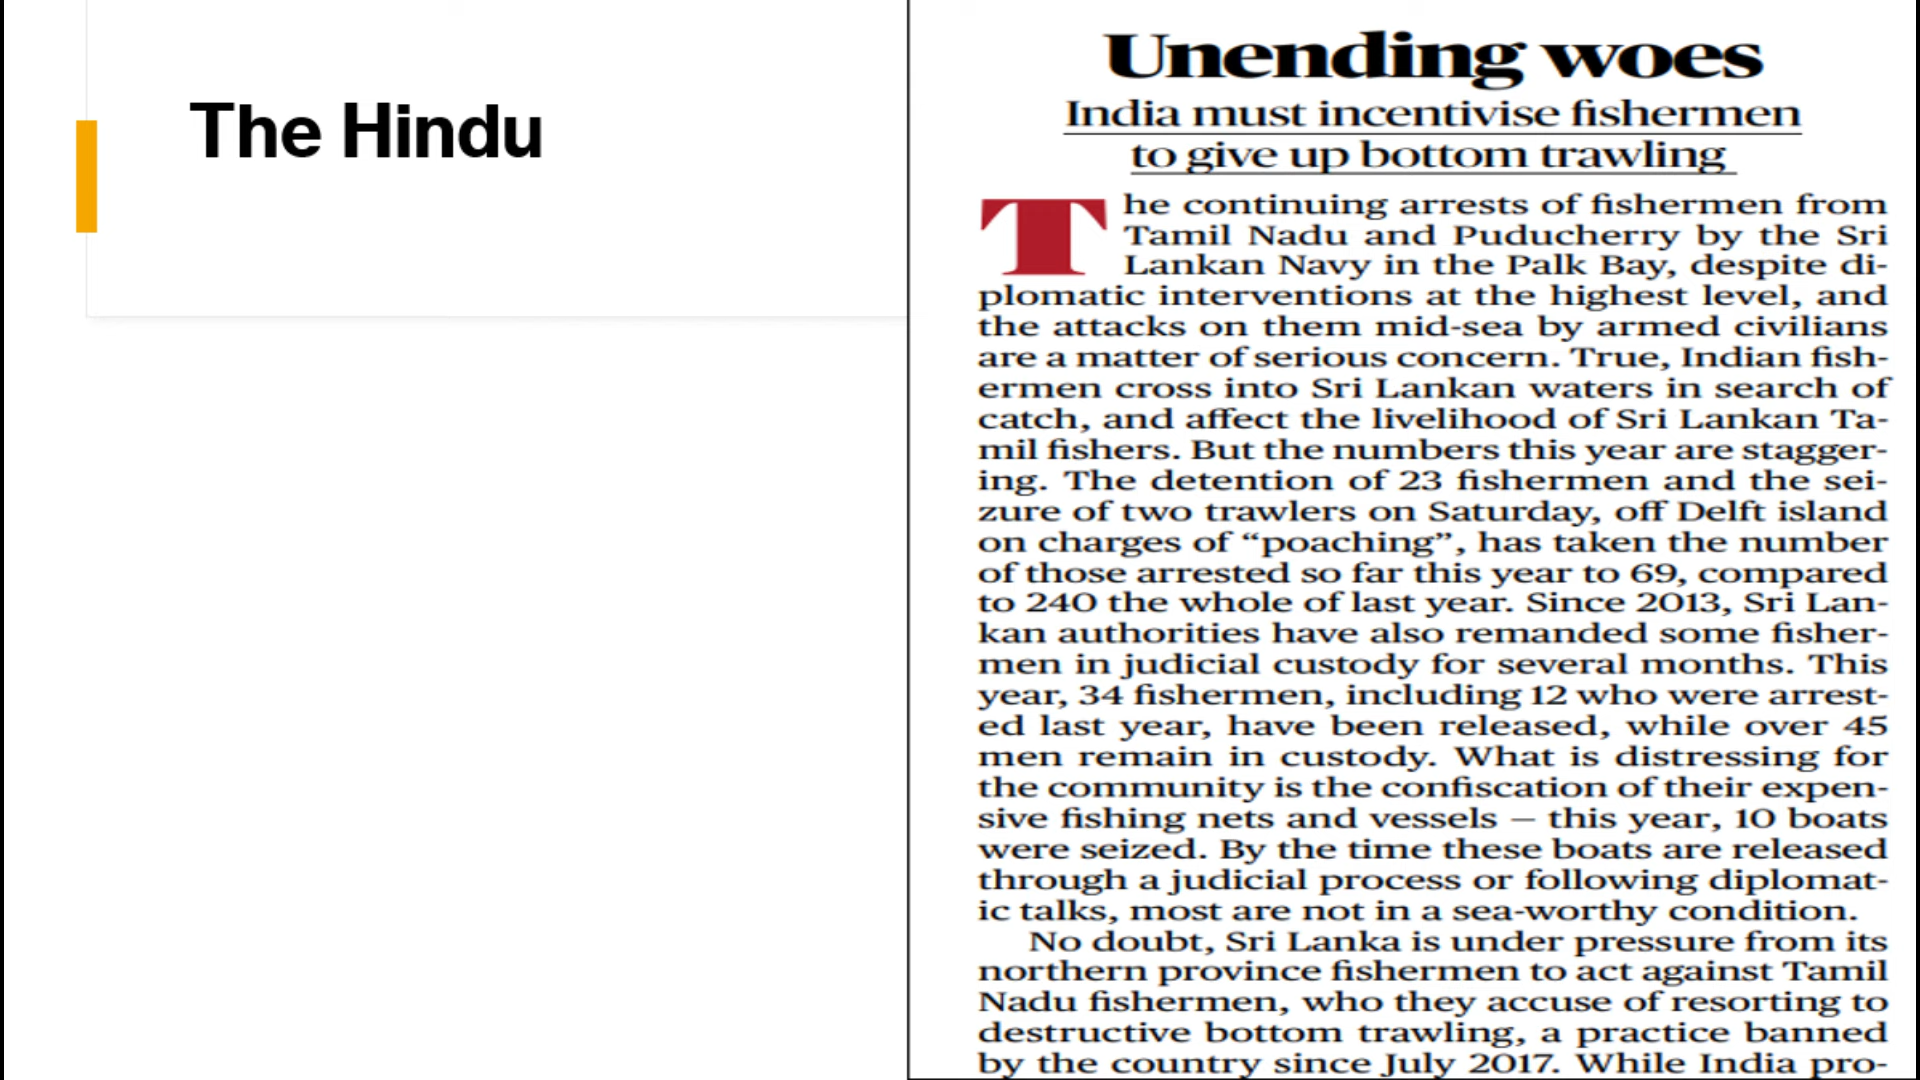 The Hindu
Unending woes
India must incentivise fishermen
to give up bottom trawling
The continuing arrests of fishermen from
Tamil Nadu and Puducherry by the Sri
Lankan Navy in the Palk Bay, despite di-
plomatic interventions at the highest level, and
the attacks on them mid-sea by armed civilians
are a matter of serious concern. True, Indian fish-
ermen cross into Sri Lankan waters in search of
catch, and affect the livelihood of Sri Lankan Ta-
mil fishers. But the numbers this year are stagger-
ing. The detention of 23 fishermen and the sei-
zure of two trawlers on Saturday, off Delft island
on charges of “poaching”, has taken the number
of those arrested so far this year to 69, compared
to 240 the whole of last year. Since 2013, Sri Lan-
kan authorities have also remanded some fisher-
men in judicial custody for several months. This
year, 34 fishermen, including 12 who were arrest-
ed last year, have been released, while over 45
men remain in custody. What is distressing for
the community is the confiscation of their expen-
sive fishing nets and vessels – this year, 10 boats
were seized. By the time these boats are released
through a judicial process or following diplomat-
ic talks, most are not in a sea-worthy condition.
No doubt, Sri Lanka is under pressure from its
northern province fishermen to act against Tamil
Nadu fishermen, who they accuse of resorting to
destructive bottom trawling, a practice banned
by the country since July 2017. While India pro-